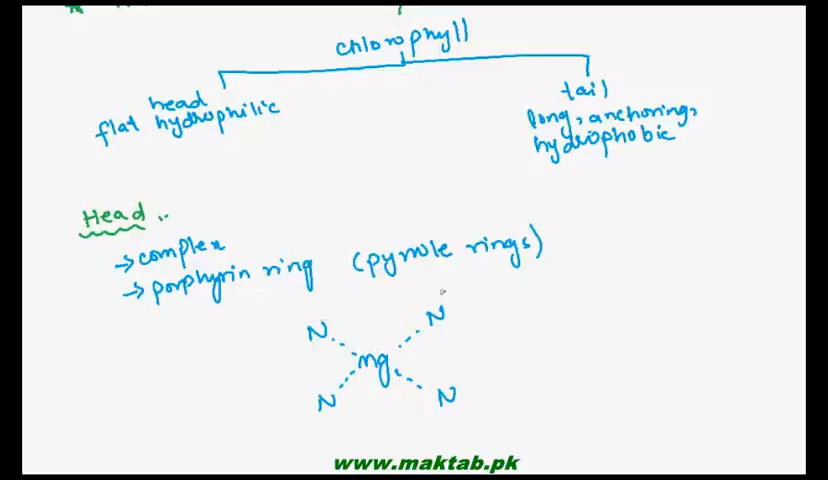 chlorophyll
head
flat hydrophilic
tail
long, anchoring,
hydrophobic
Head :-
→ complex
→ porphyrin ring (pyrrole rings)
N N
Mg
N N
www.maktab.pk